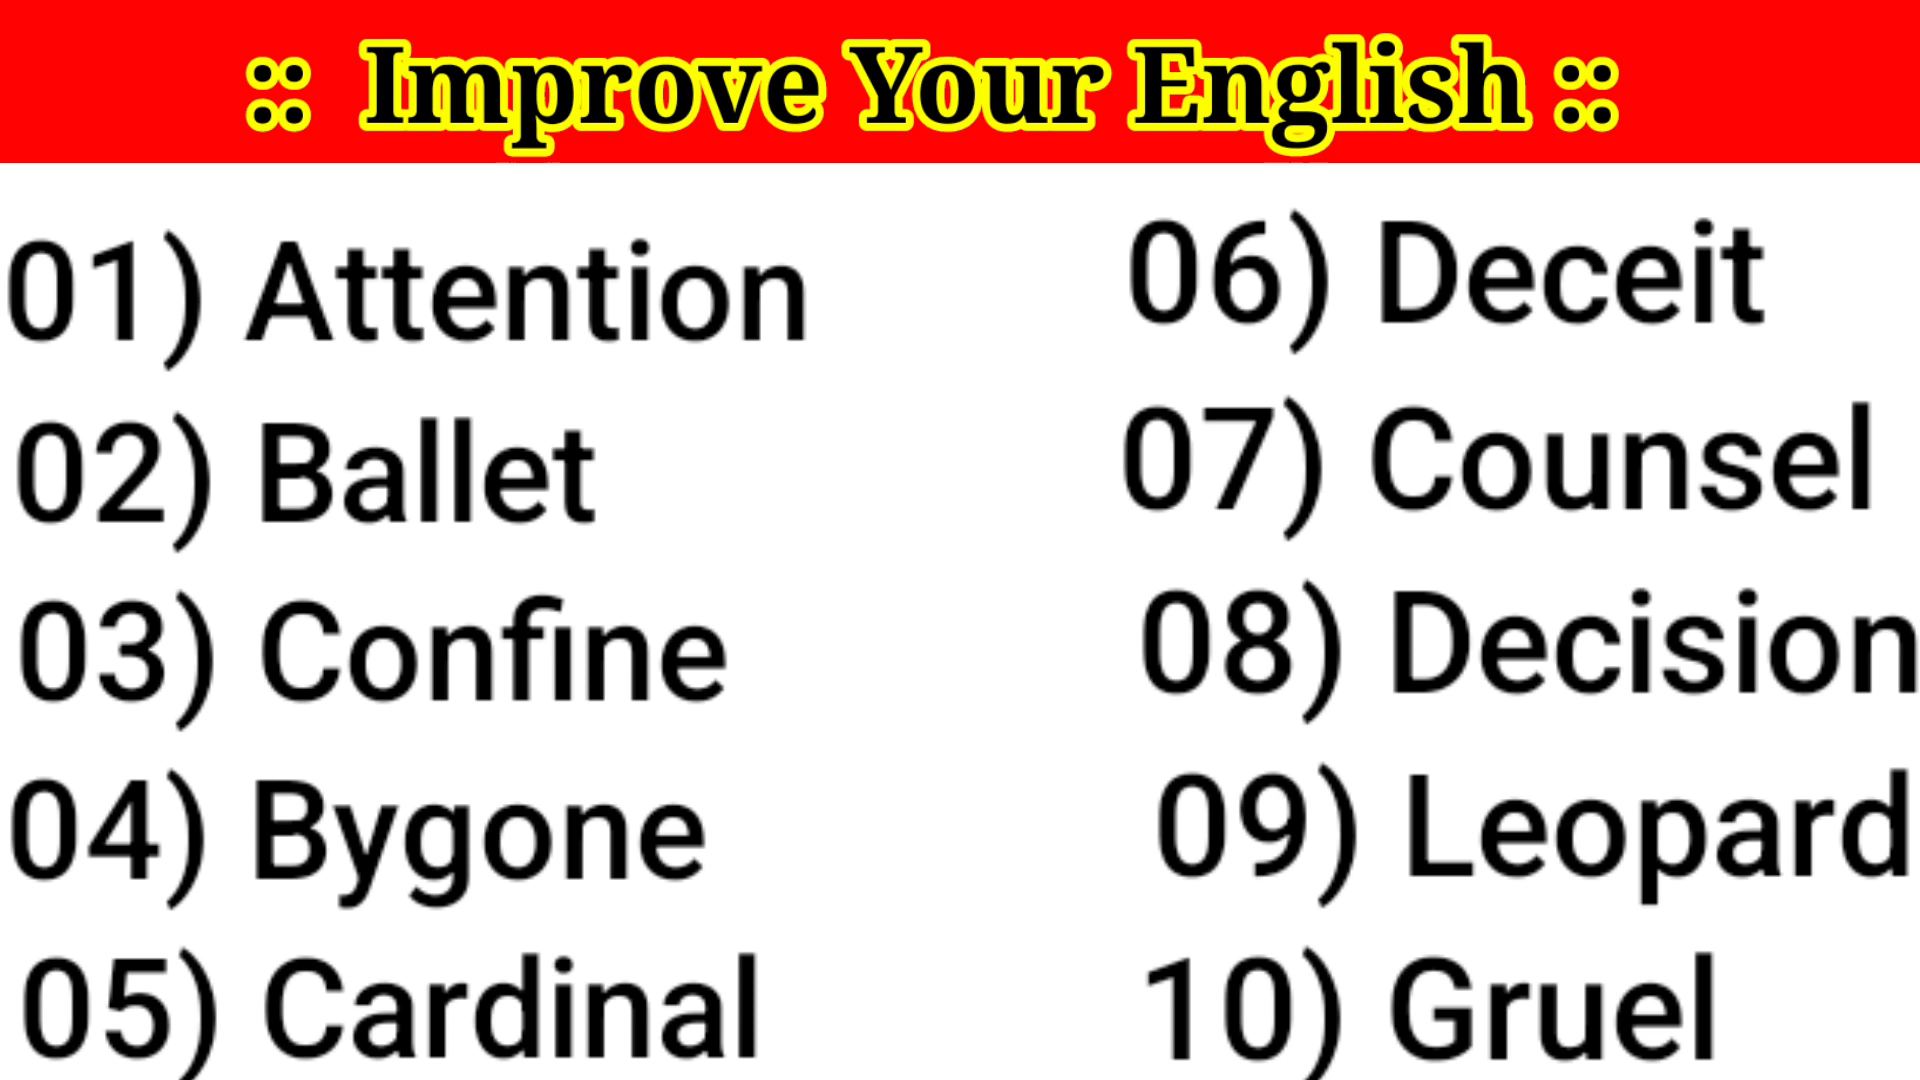 :: Improve Your English ::
01) Attention
02) Ballet
03) Confine
04) Bygone
05) Cardinal
06) Deceit
07) Counsel
08) Decision
09) Leopard
10) Gruel